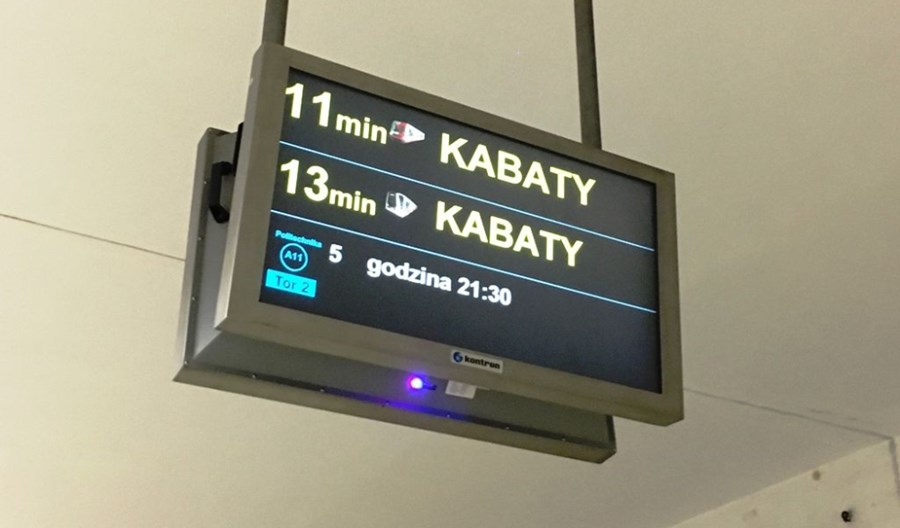 11min KABATY
13min KABATY
Politechnika
A11
5 godzina 21:30
Tor 2
kontron